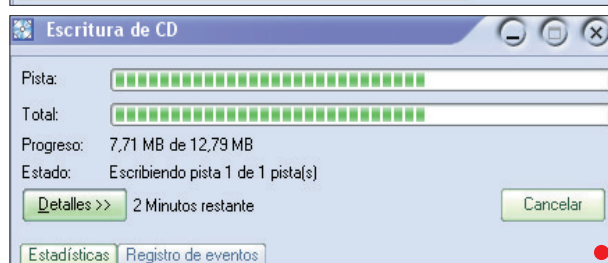 Escritura de CD
Pista:
Total:
Progreso: 7,71 MB de 12,79 MB
Estado: Escribiendo pista 1 de 1 pista(s)
Detalles >> 2 Minutos restante Cancelar
Estadísticas Registro de eventos